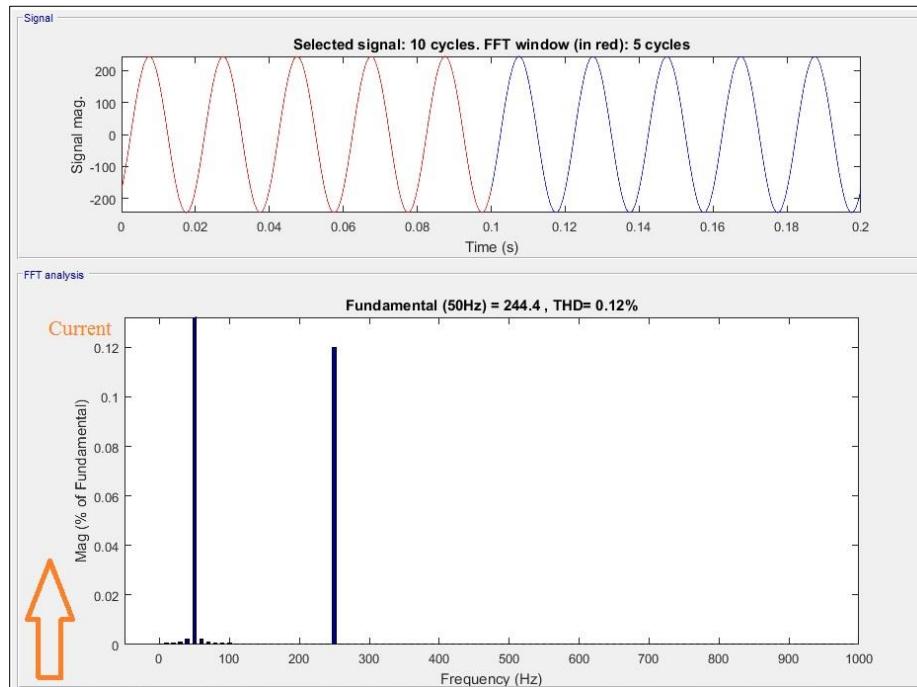 Signal
Selected signal: 10 cycles. FFT window (in red): 5 cycles
200
100
0
-100
-200
Signal mag.
0 0.02 0.04 0.06 0.08 0.1 0.12 0.14 0.16 0.18 0.2
Time (s)
FFT analysis
Fundamental (50Hz) = 244.4 , THD= 0.12%
Current
0.12
0.1
0.08
0.06
0.04
0.02
0
Mag (% of Fundamental)
0 100 200 300 400 500 600 700 800 900 1000
Frequency (Hz)